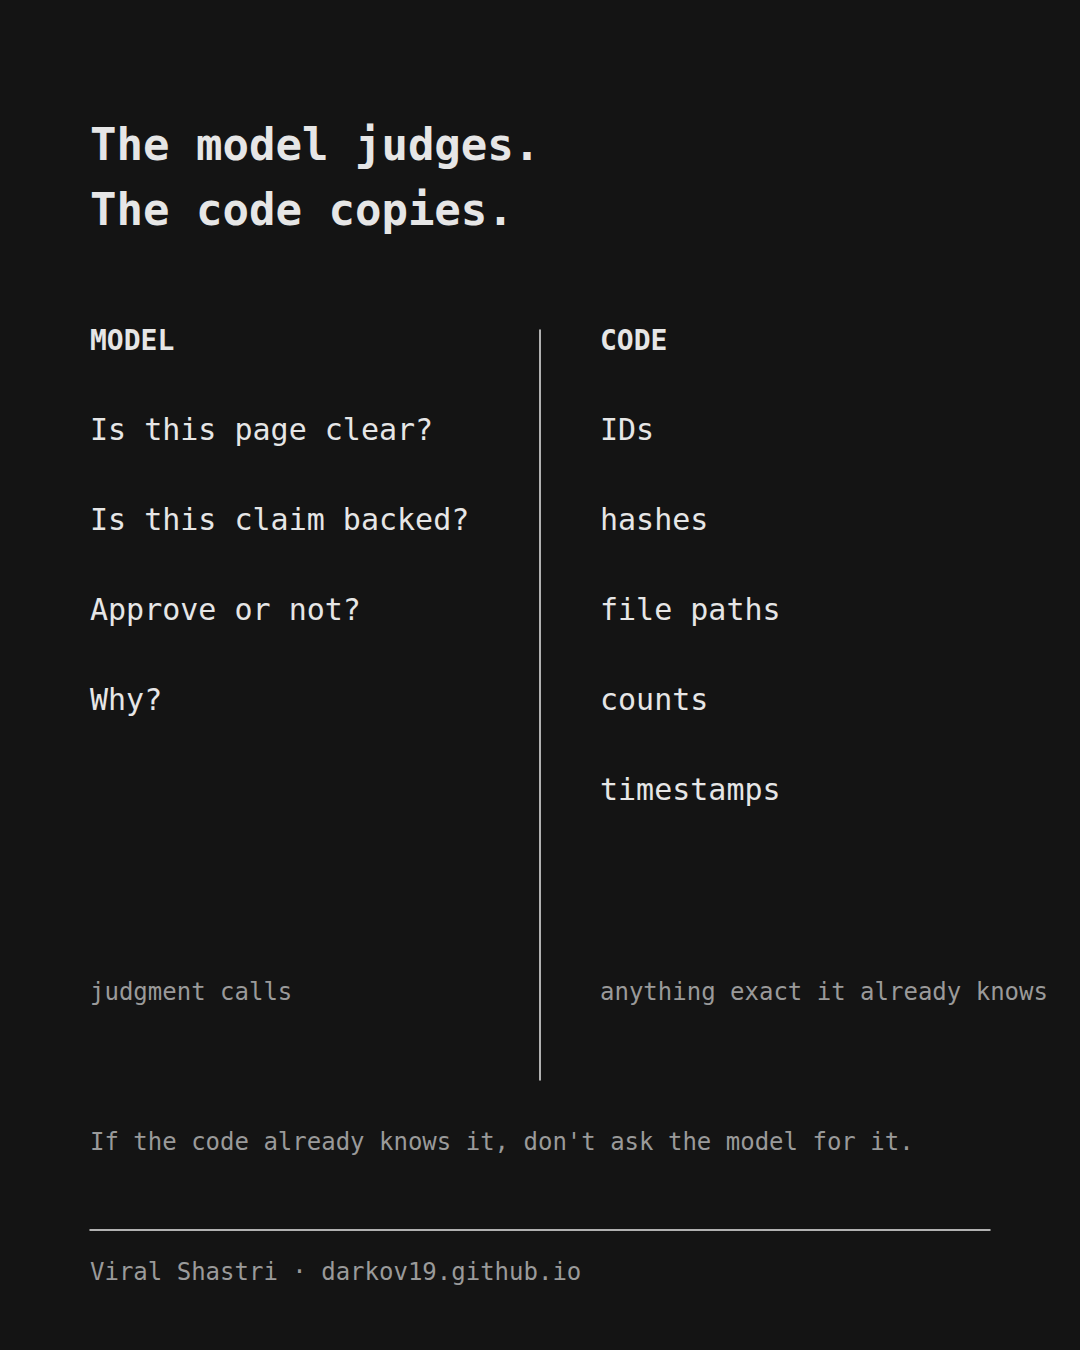 The model judges.
The code copies.
MODEL
Is this page clear?
Is this claim backed?
Approve or not?
Why?
judgment calls
CODE
IDs
hashes
file paths
counts
timestamps
anything exact it already knows
If the code already knows it, don't ask the model for it.
Viral Shastri · darkov19.github.io